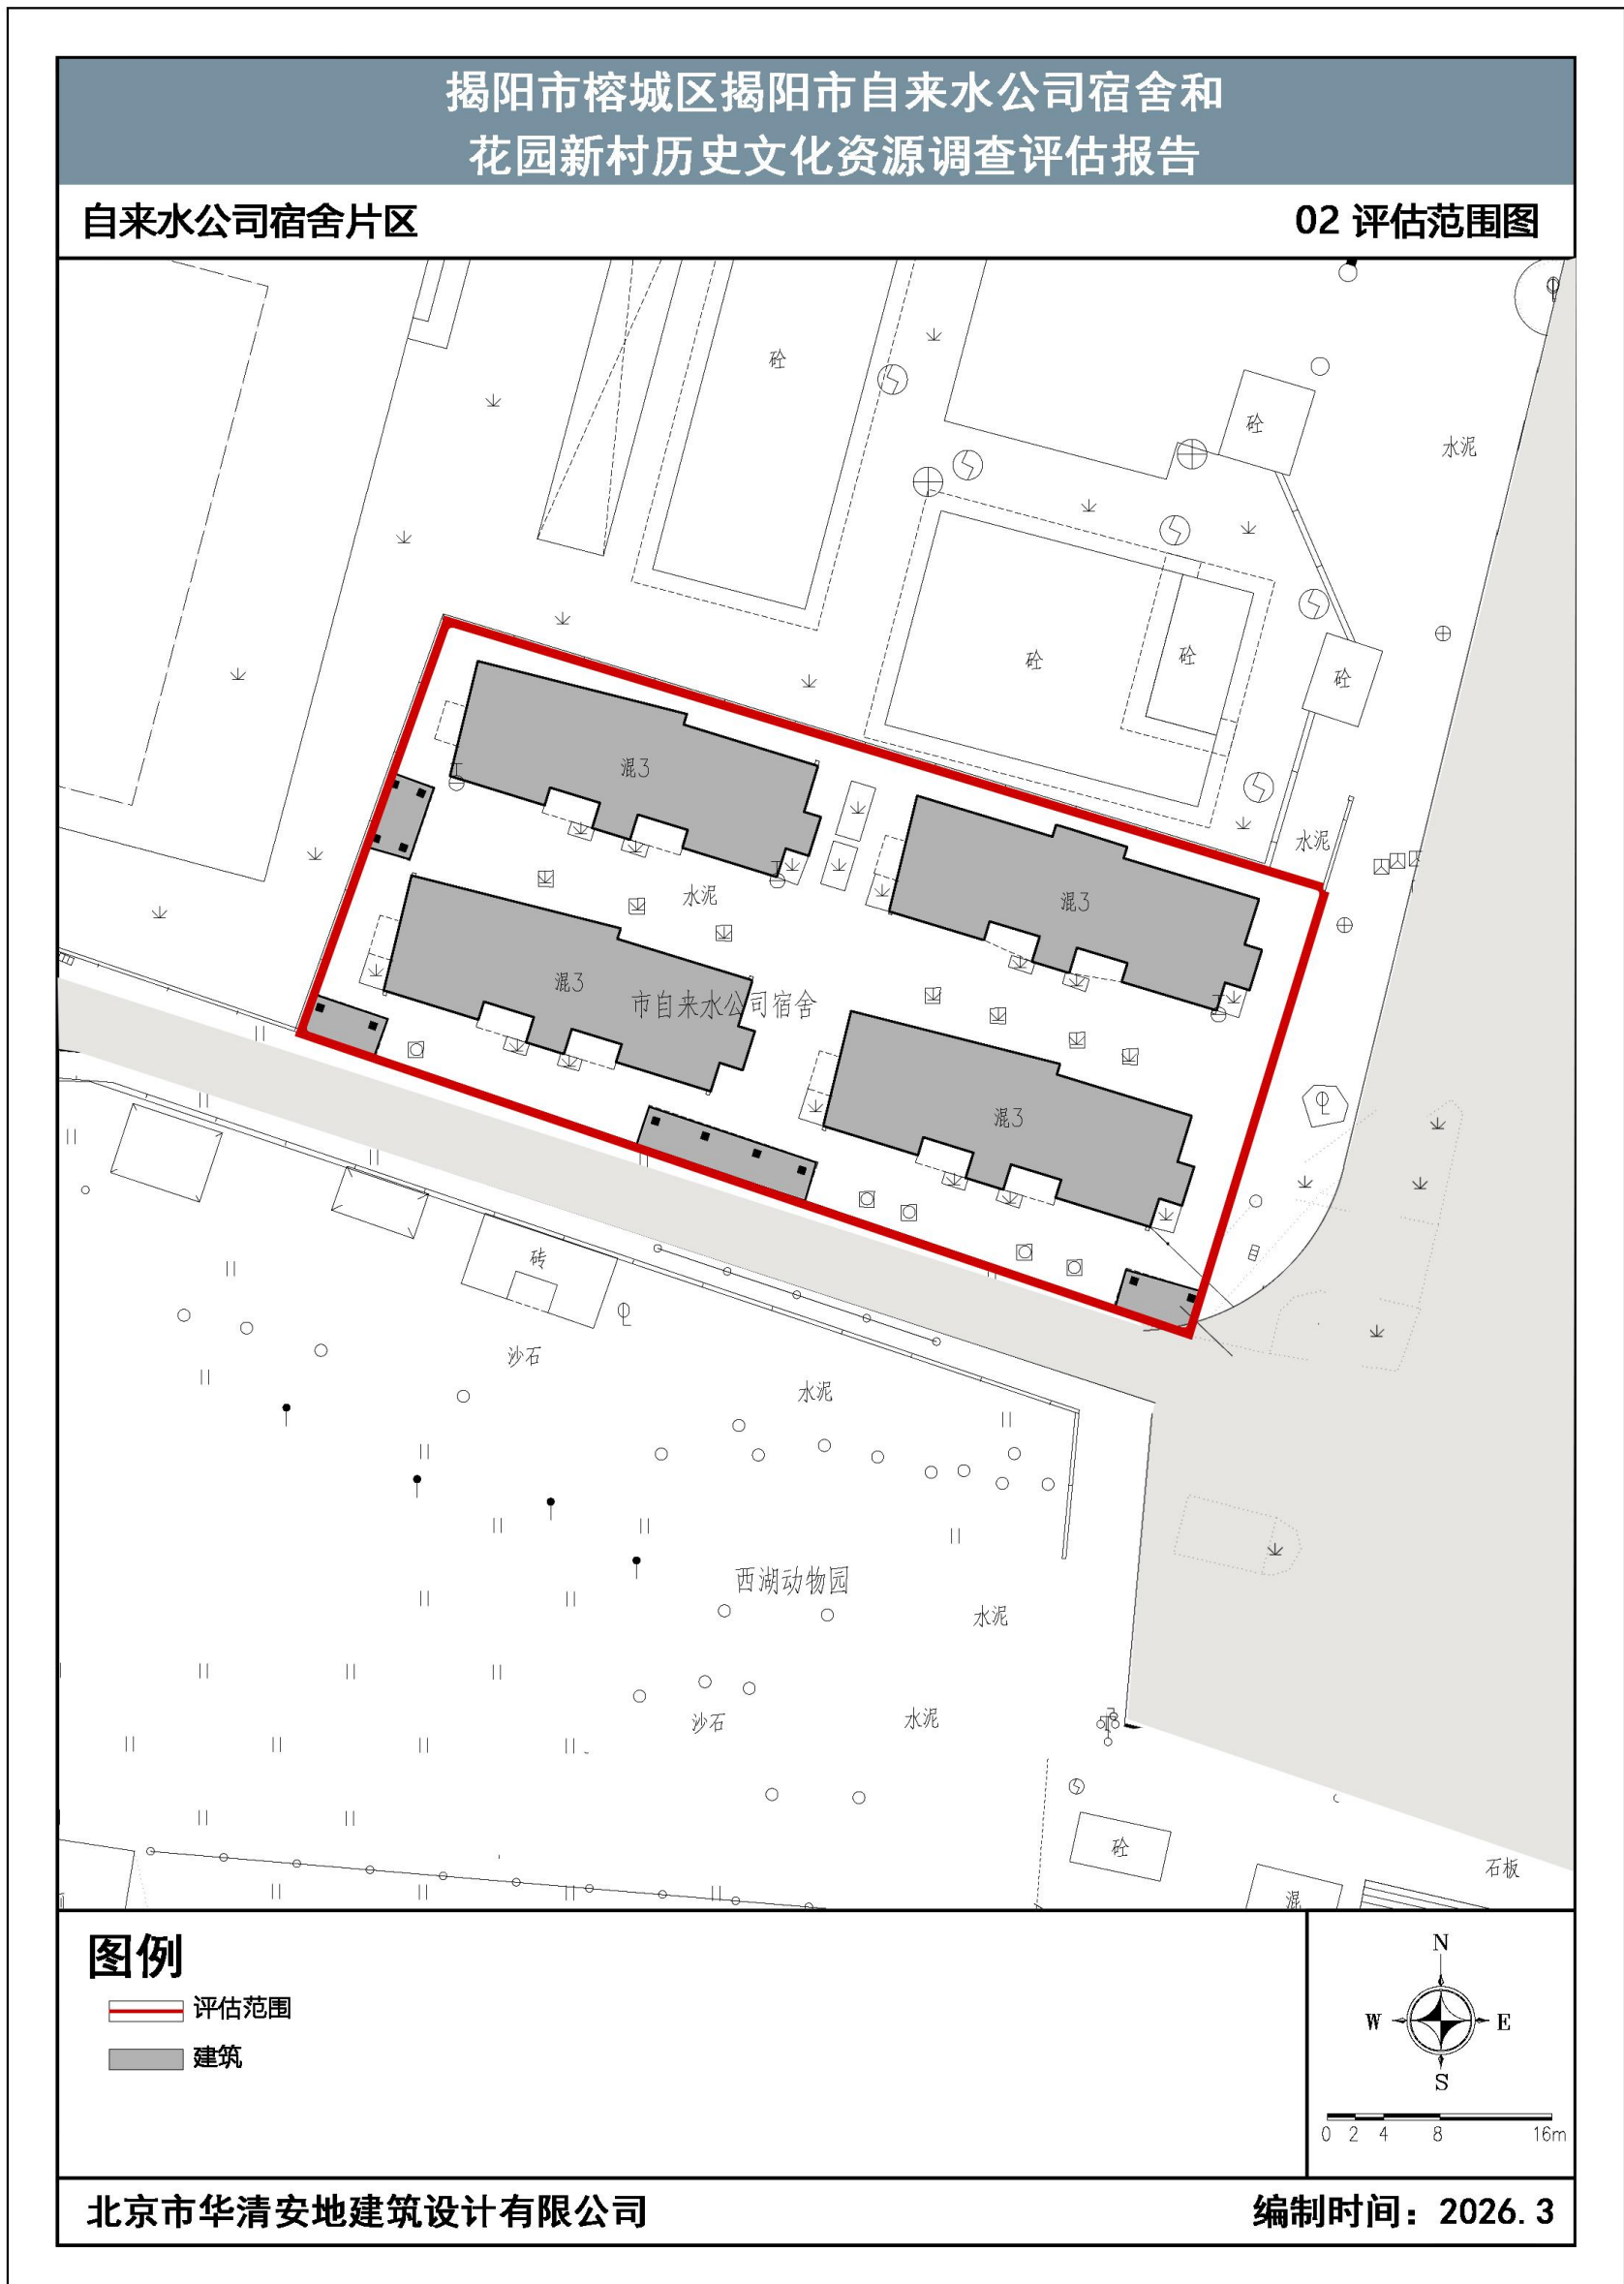 揭阳市榕城区揭阳市自来水公司宿舍和
花园新村历史文化资源调查评估报告
自来水公司宿舍片区
02 评估范围图
砼
砼
水泥
砼
砼
砼
混3
水泥
水泥
混3
混3
市自来水公司宿舍
混3
砖
沙石
水泥
西湖动物园
水泥
沙石
水泥
砼
石板
混
图例
评估范围
建筑
N
W
E
S
0 2 4 8 16m
北京市华清安地建筑设计有限公司
编制时间：2026.3